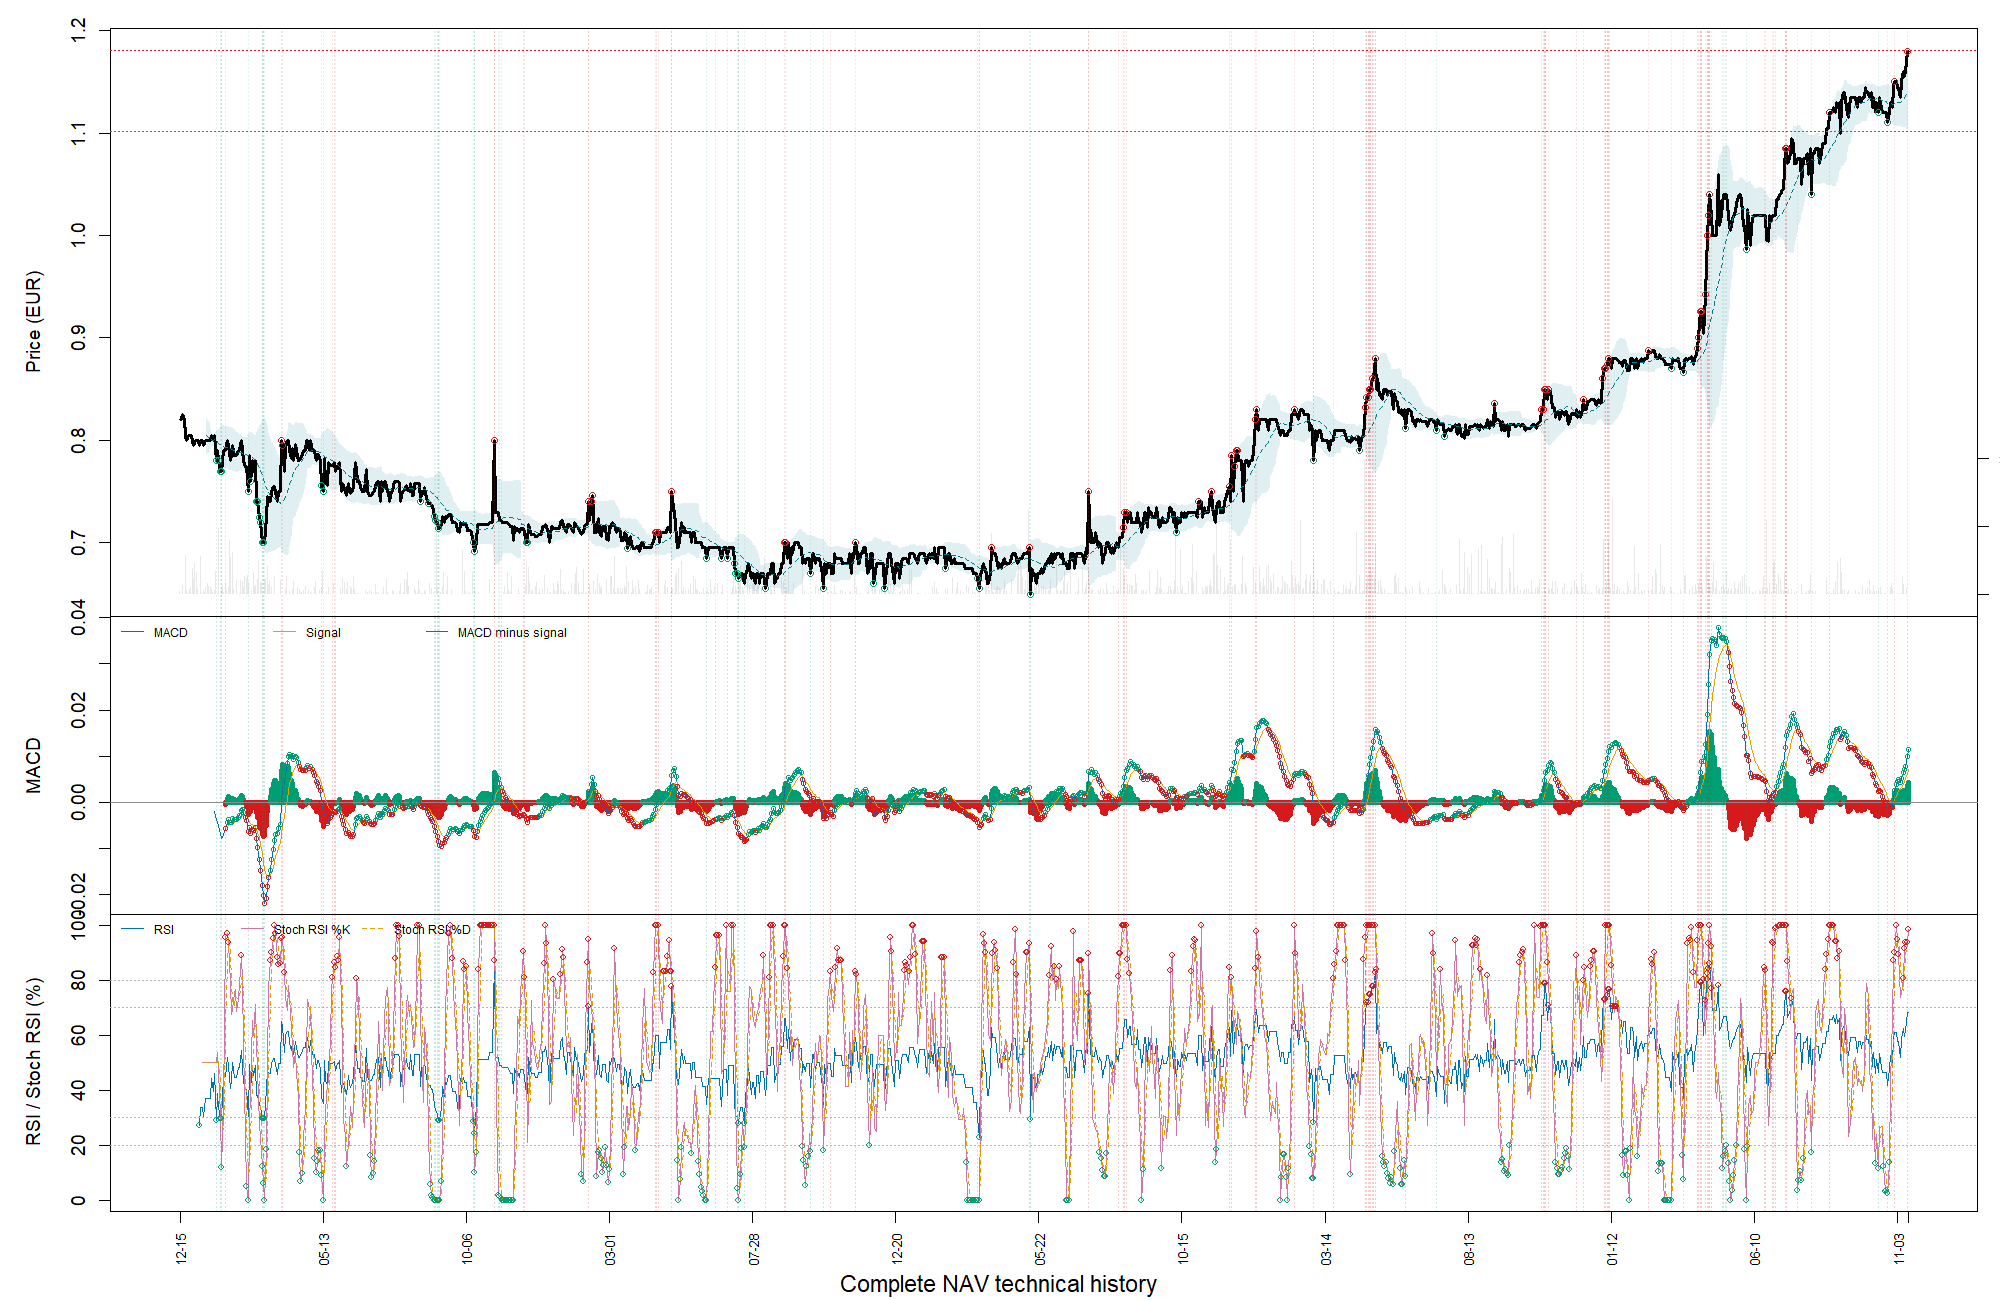 Price (EUR)
1.2
1.1
1.0
0.9
0.8
0.7
MACD
0.04
0.02
0.00
MACD Signal MACD minus signal
RSI / Stoch RSI (%)
100
80
60
40
20
0
RSI Stoch RSI %K Stoch RSI %D
12-15 05-13 10-06 03-01 07-28 12-20 05-22 10-15 03-14 08-13 01-12 06-10 11-03
Complete NAV technical history